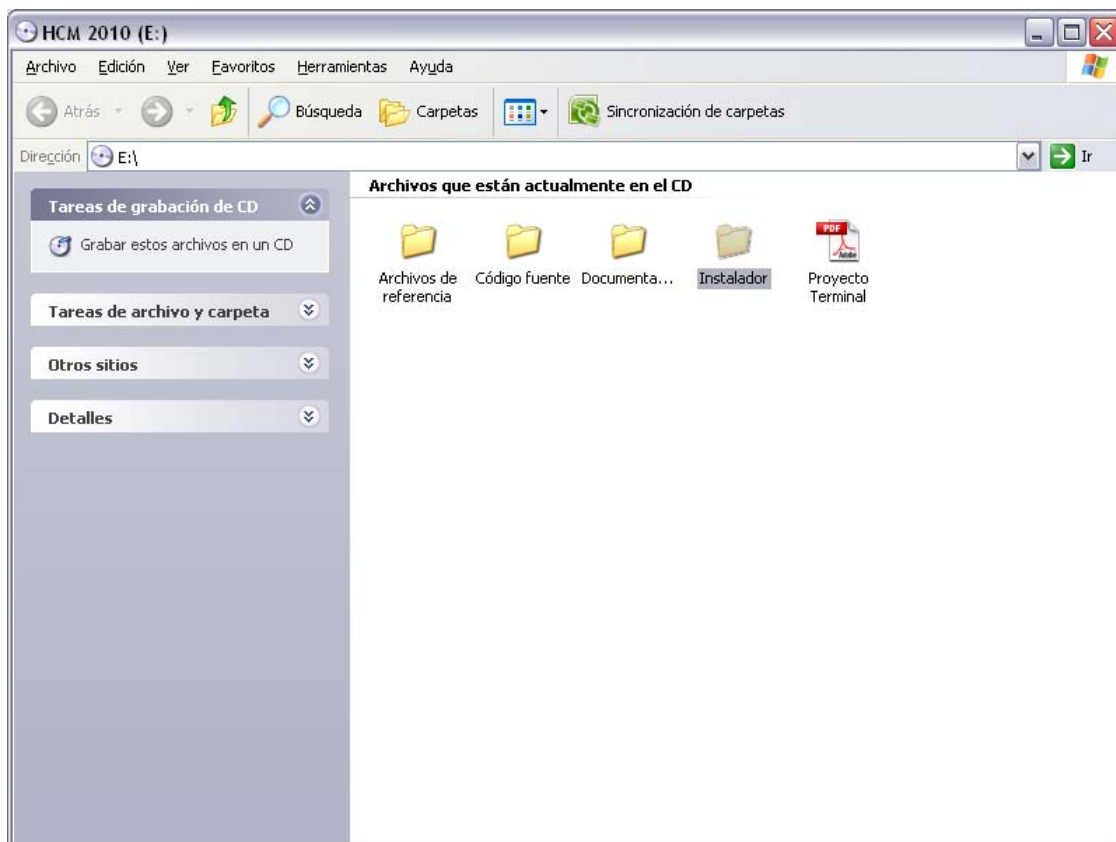 HCM 2010 (E:)
Archivo Edición Ver Favoritos Herramientas Ayuda
Atrás Búsqueda Carpetas Sincronización de carpetas
Dirección E:\ Ir
Tareas de grabación de CD
Grabar estos archivos en un CD
Tareas de archivo y carpeta
Otros sitios
Detalles
Archivos que están actualmente en el CD
Archivos de referencia
Código fuente
Documenta...
Instalador
PDF
Adobe
Proyecto Terminal